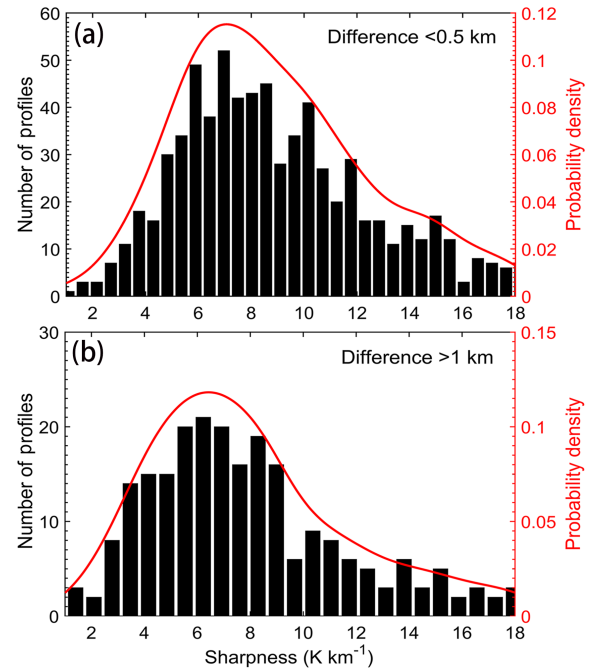 (a)
Difference <0.5 km
Number of profiles
60
50
40
30
20
10
0
0.12
0.1
0.08
0.06
0.04
0.02
0
Probability density
2 4 6 8 10 12 14 16 18
(b)
Difference >1 km
Number of profiles
30
20
10
0
0.15
0.1
0.05
0
Probability density
2 4 6 8 10 12 14 16 18
Sharpness (K km⁻¹)